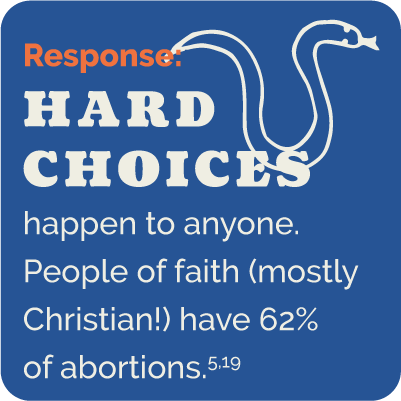 Response:
HARD
CHOICES
happen to anyone.
People of faith (mostly
Christian!) have 62%
of abortions.5,19